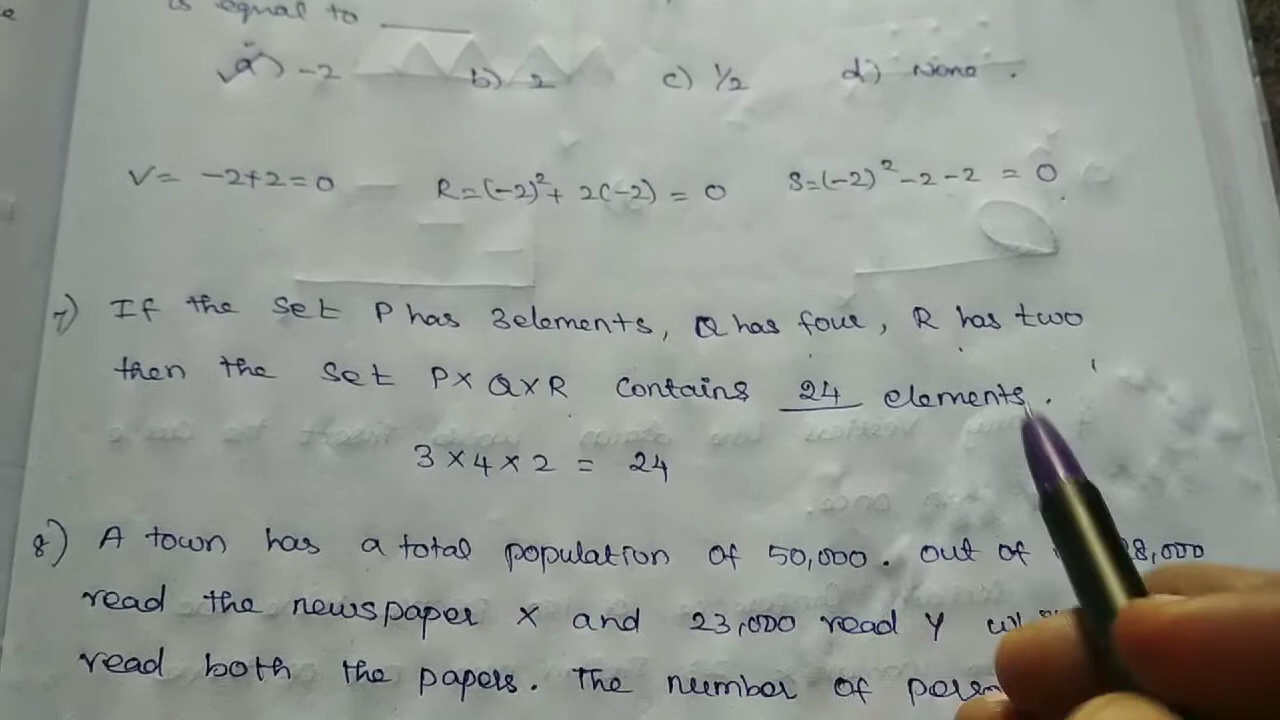 is equal to
a) -2 b) 2 c) 1/2 d) None.
V= -2+2=0 R=(-2)²+ 2(-2) = 0 S=(-2)²-2-2 = 0.
7) If the set P has 3elements, Q has four, R has two
then the set P×Q×R contains 24 elements.
3×4×2 = 24
8) A town has a total population of 50,000. out of 28,000
read the newspaper X and 23,000 read Y
read both the papers. The number of